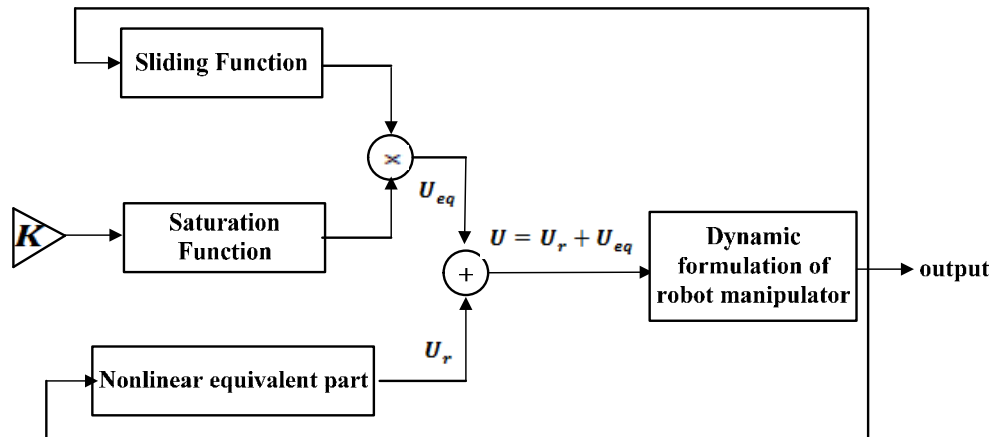 Sliding Function
×
U_eq
K
Saturation
Function
U = U_r + U_eq
+
Dynamic
formulation of
robot manipulator
output
U_r
Nonlinear equivalent part